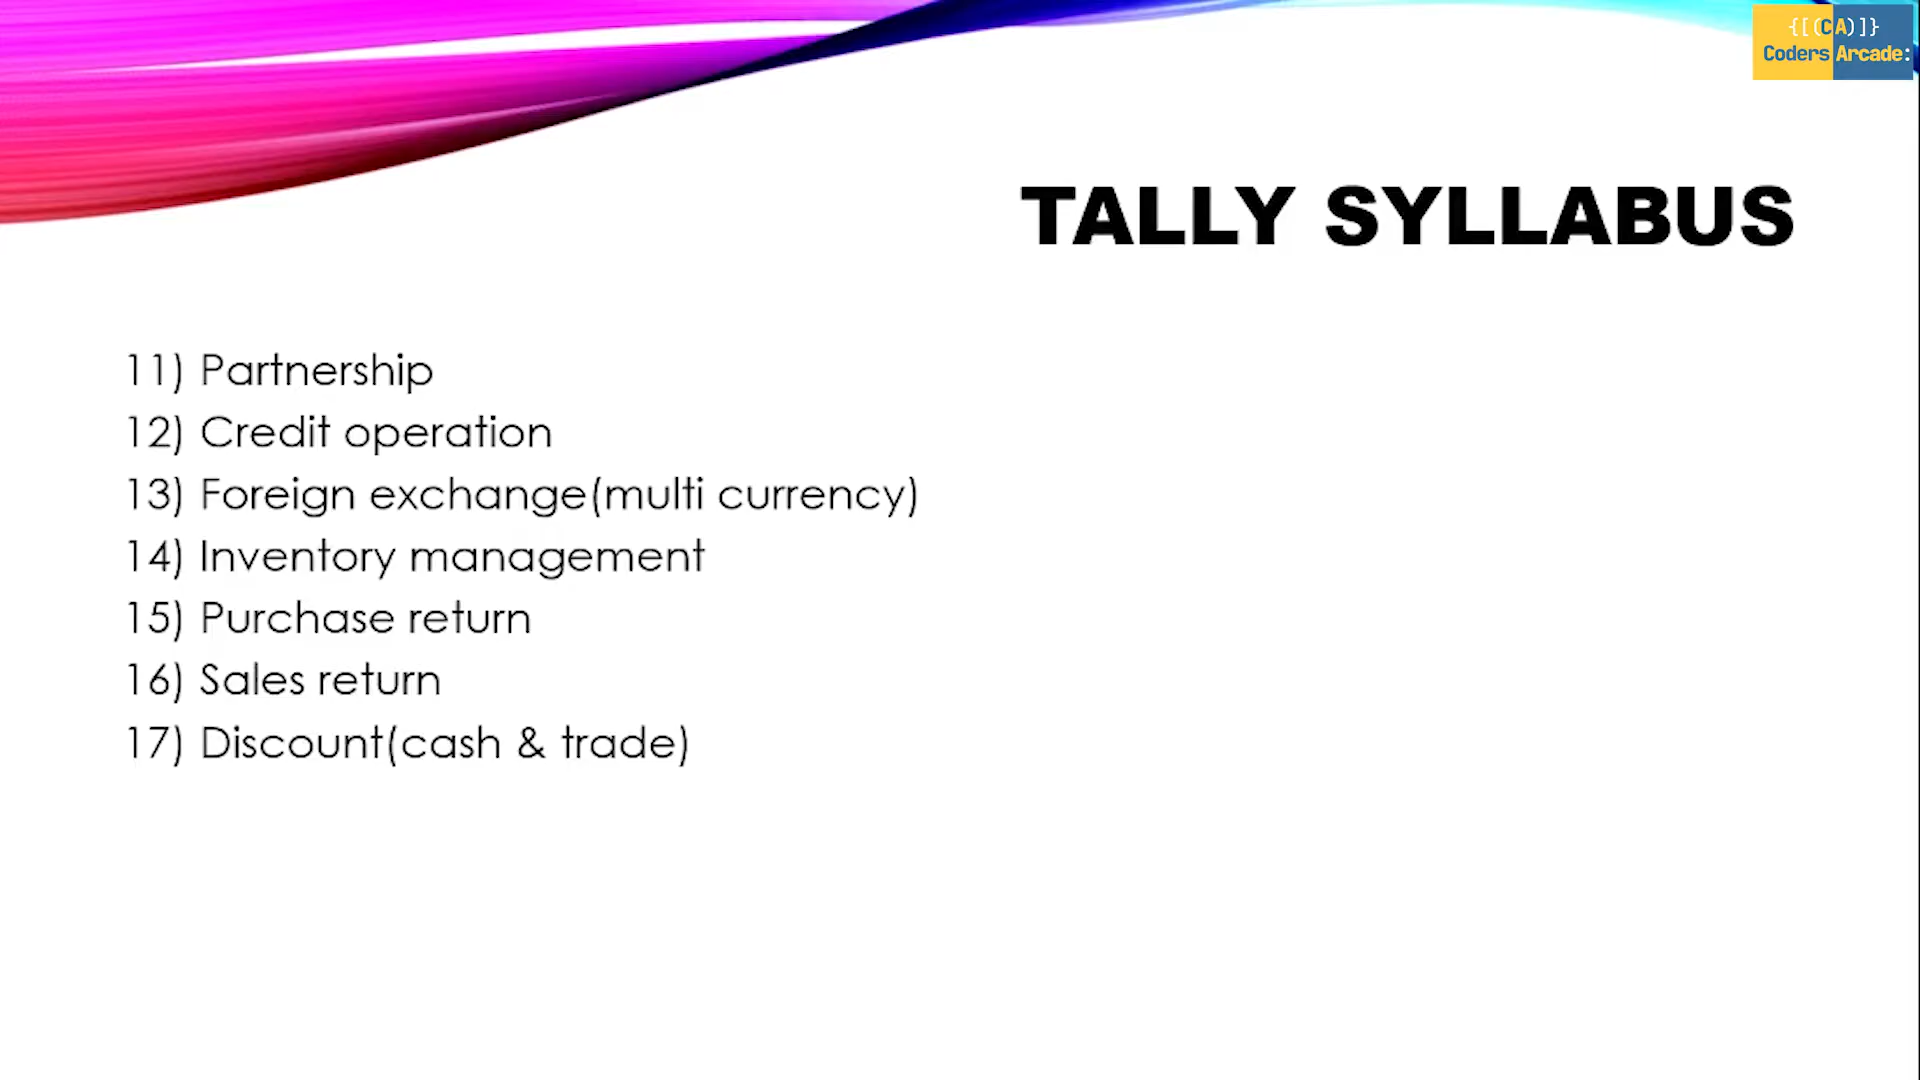 {[(CA)]}
Coders Arcade:
TALLY SYLLABUS
11) Partnership
12) Credit operation
13) Foreign exchange(multi currency)
14) Inventory management
15) Purchase return
16) Sales return
17) Discount(cash & trade)